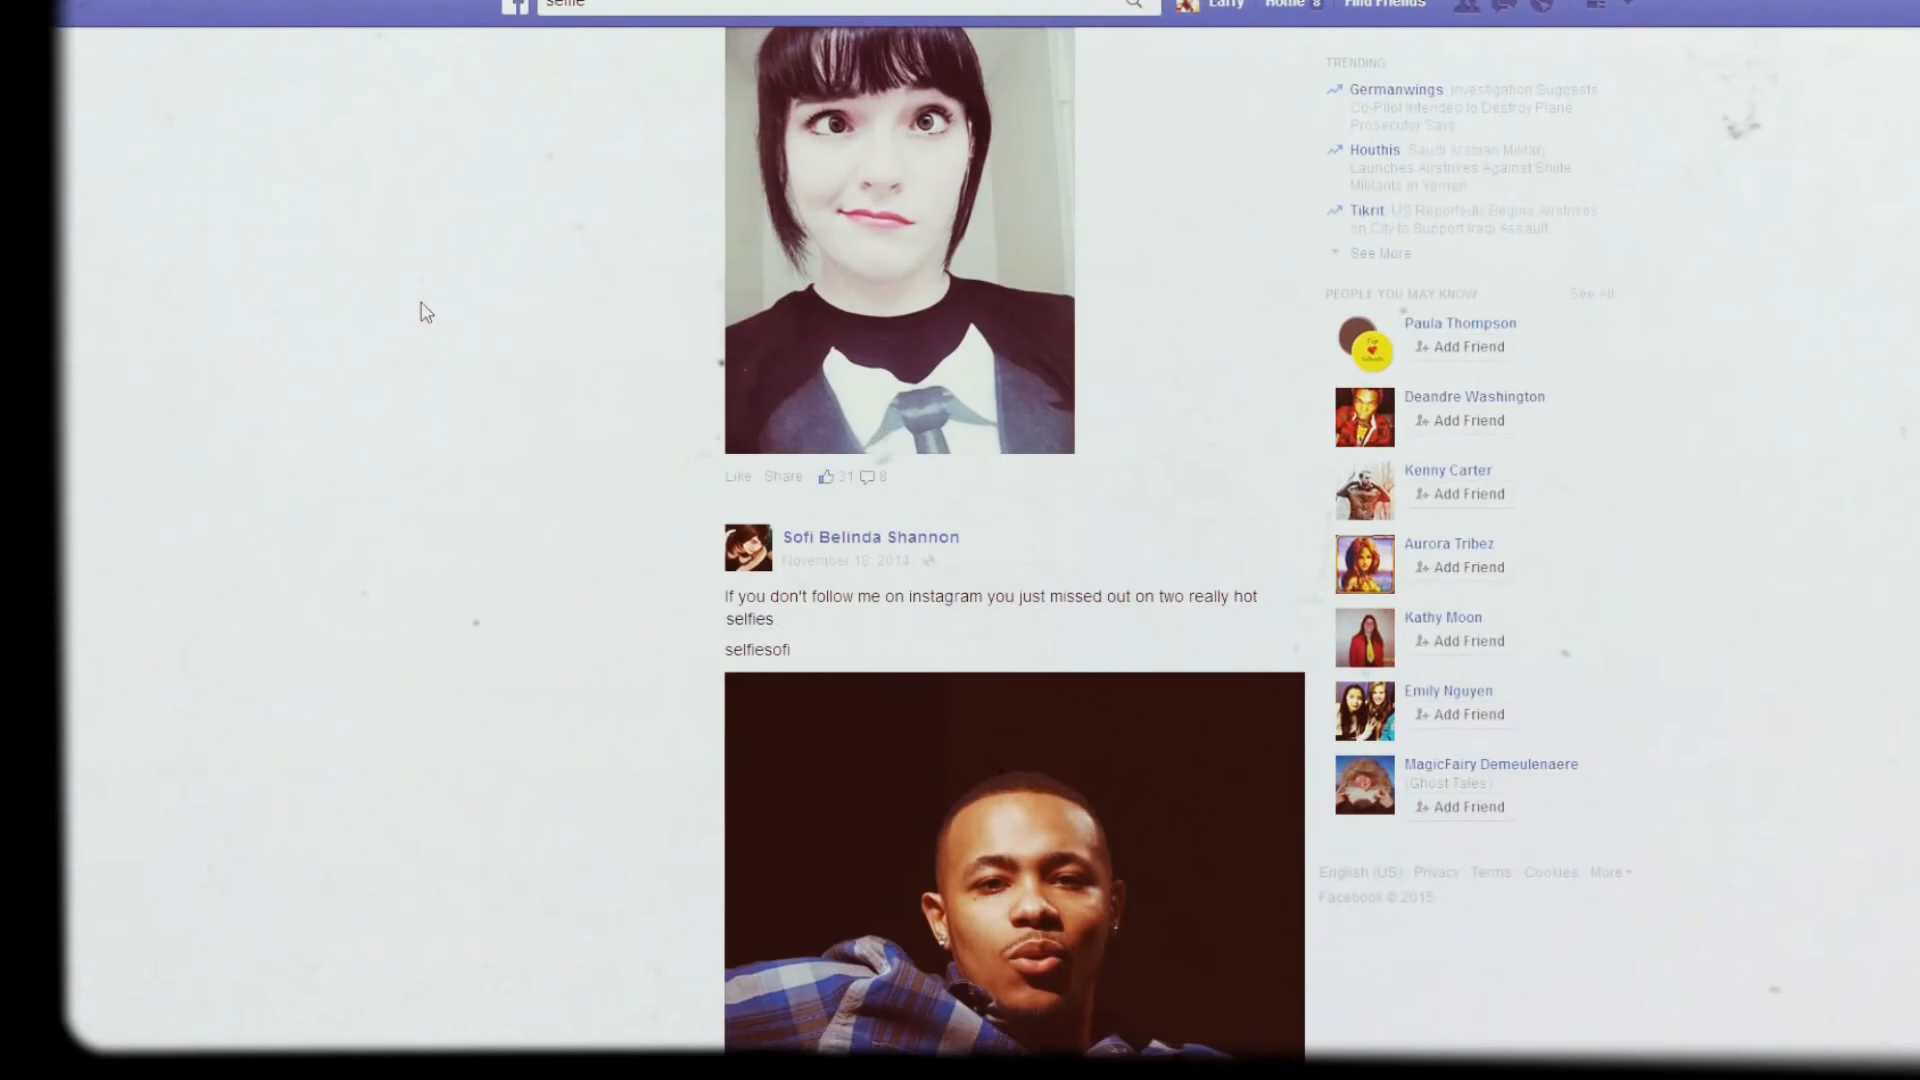 selfie
Larry Home 8 Find Friends
Like Share 31 8
Sofi Belinda Shannon
November 18, 2014
If you don't follow me on instagram you just missed out on two really hot
selfies
selfiesofi
TRENDING
Germanwings Investigation Suggests
Co-Pilot Intended to Destroy Plane
Prosecutor Says
Houthis Saudi Arabian Military
Launches Airstrikes Against Shiite
Militants in Yemen
Tikrit US Reportedly Begins Airstrikes
on City to Support Iraqi Assault
See More
PEOPLE YOU MAY KNOW See All
Paula Thompson
Add Friend
Deandre Washington
Add Friend
Kenny Carter
Add Friend
Aurora Tribez
Add Friend
Kathy Moon
Add Friend
Emily Nguyen
Add Friend
MagicFairy Demeulenaere
(Ghost Tales)
Add Friend
English (US) Privacy Terms Cookies More
Facebook © 2015